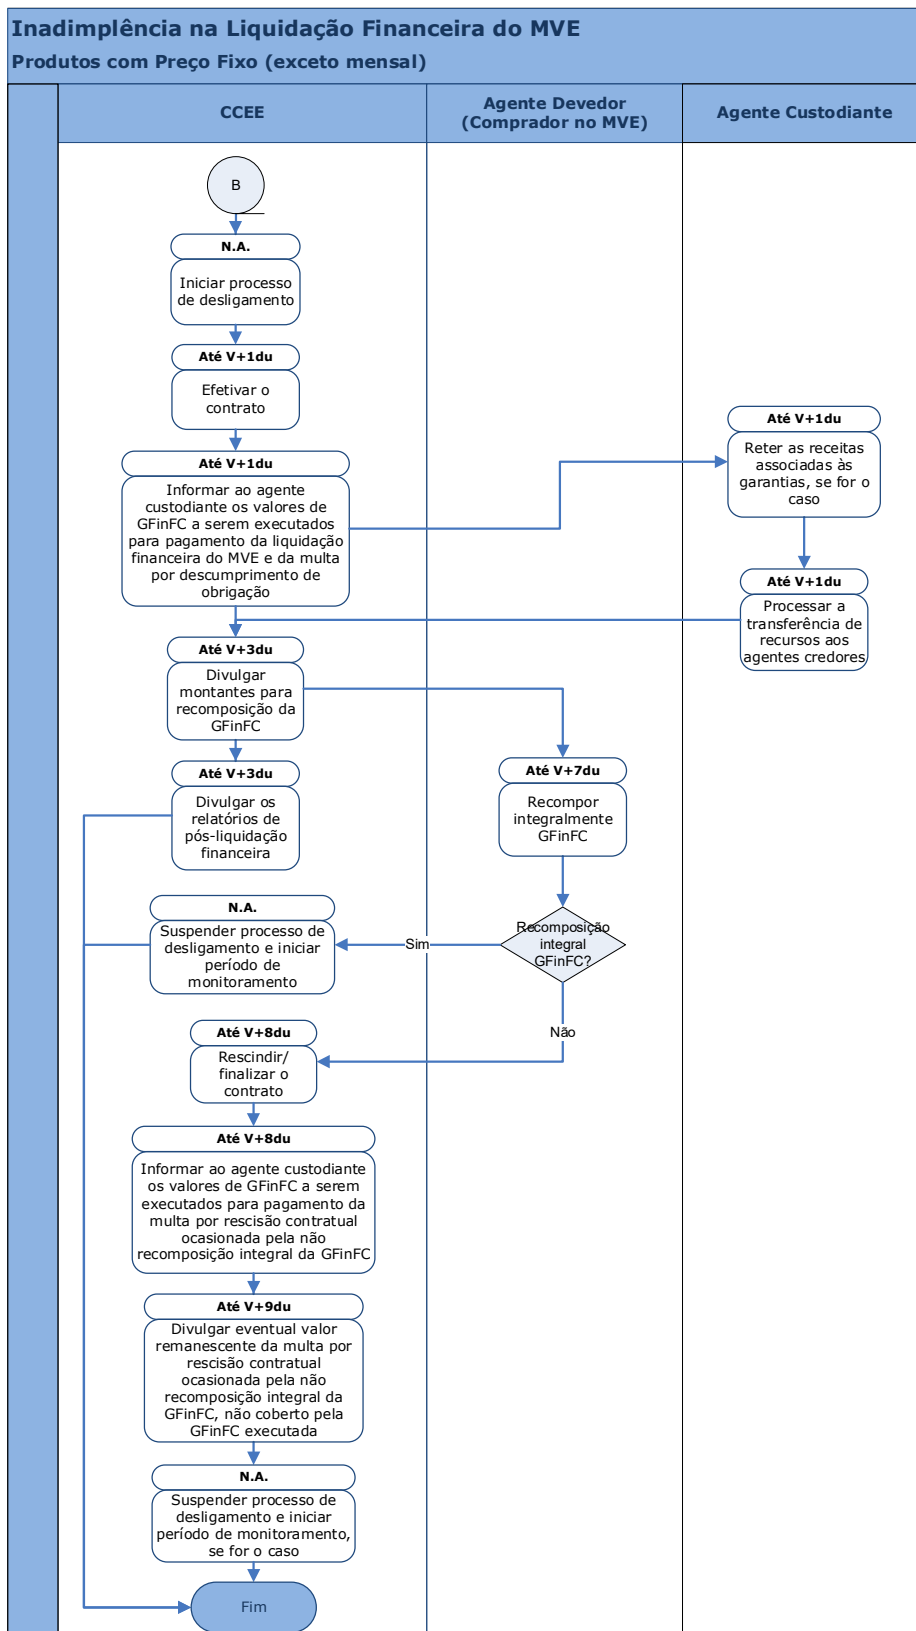 Inadimplência na Liquidação Financeira do MVE
Produtos com Preço Fixo (exceto mensal)
CCEE
Agente Devedor
(Comprador no MVE)
Agente Custodiante
B
N.A.
Iniciar processo
de desligamento
Até V+1du
Efetivar o
contrato
Até V+1du
Informar ao agente
custodiante os valores de
GFinFC a serem executados
para pagamento da liquidação
financeira do MVE e da multa
por descumprimento de
obrigação
Até V+1du
Reter as receitas
associadas às
garantias, se for o
caso
Até V+1du
Processar a
transferência de
recursos aos
agentes credores
Até V+3du
Divulgar
montantes para
recomposição da
GFinFC
Até V+3du
Divulgar os
relatórios de
pós-liquidação
financeira
Até V+7du
Recompor
integralmente
GFinFC
Recomposição
integral
GFinFC?
Sim
Não
N.A.
Suspender processo de
desligamento e iniciar
período de
monitoramento
Até V+8du
Rescindir/
finalizar o
contrato
Até V+8du
Informar ao agente custodiante
os valores de GFinFC a serem
executados para pagamento da
multa por rescisão contratual
ocasionada pela não
recomposição integral da GFinFC
Até V+9du
Divulgar eventual valor
remanescente da multa por
rescisão contratual
ocasionada pela não
recomposição integral da
GFinFC, não coberto pela
GFinFC executada
N.A.
Suspender processo de
desligamento e iniciar
período de monitoramento,
se for o caso
Fim